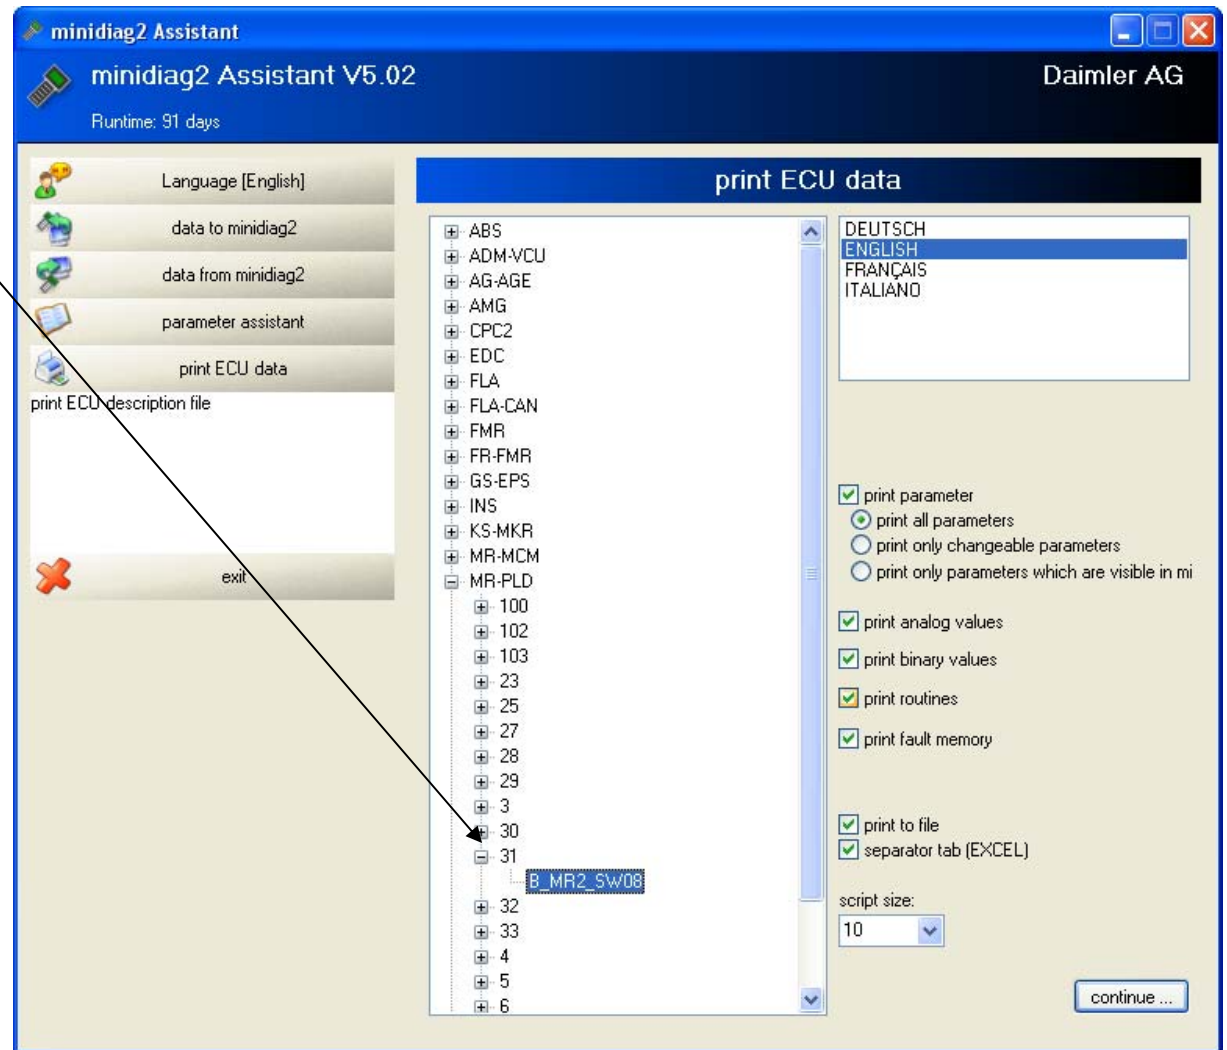 minidiag2 Assistant
minidiag2 Assistant V5.02
Daimler AG
Runtime: 91 days
Language [English]
data to minidiag2
data from minidiag2
parameter assistant
print ECU data
print ECU description file
exit
print ECU data
ABS
ADM-VCU
AG-AGE
AMG
CPC2
EDC
FLA
FLA-CAN
FMR
FR-FMR
GS-EPS
INS
KS-MKR
MR-MCM
MR-PLD
100
102
103
23
25
27
28
29
3
30
31
B_MR2_SW08
32
33
4
5
6
DEUTSCH
ENGLISH
FRANÇAIS
ITALIANO
print parameter
print all parameters
print only changeable parameters
print only parameters which are visible in mi
print analog values
print binary values
print routines
print fault memory
print to file
separator tab (EXCEL)
script size:
10
continue ...